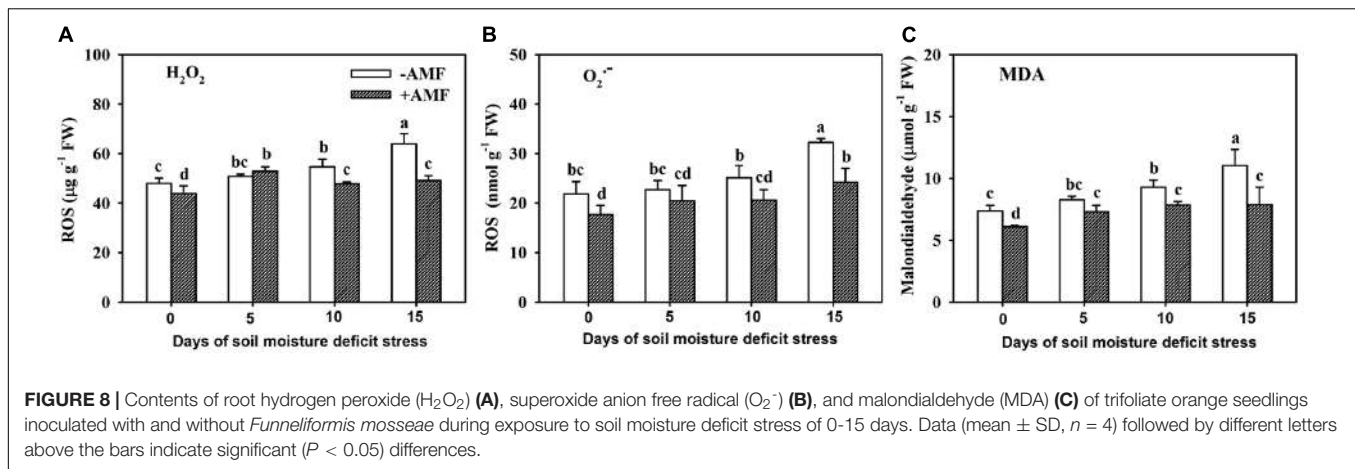 A
B
C
100
80
60
40
20
0
ROS (µg g⁻¹ FW)
H₂O₂
-AMF
+AMF
c d bc b b c a c
0 5 10 15
Days of soil moisture deficit stress
50
40
30
20
10
0
ROS (nmol g⁻¹ FW)
O₂·⁻
bc d bc cd b cd a b
0 5 10 15
Days of soil moisture deficit stress
20
15
10
5
0
Malondialdehyde (µmol g⁻¹ FW)
MDA
c d bc c b c a c
0 5 10 15
Days of soil moisture deficit stress
FIGURE 8 | Contents of root hydrogen peroxide (H₂O₂) (A), superoxide anion free radical (O₂⁻) (B), and malondialdehyde (MDA) (C) of trifoliate orange seedlings
inoculated with and without Funneliformis mosseae during exposure to soil moisture deficit stress of 0-15 days. Data (mean ± SD, n = 4) followed by different letters
above the bars indicate significant (P < 0.05) differences.